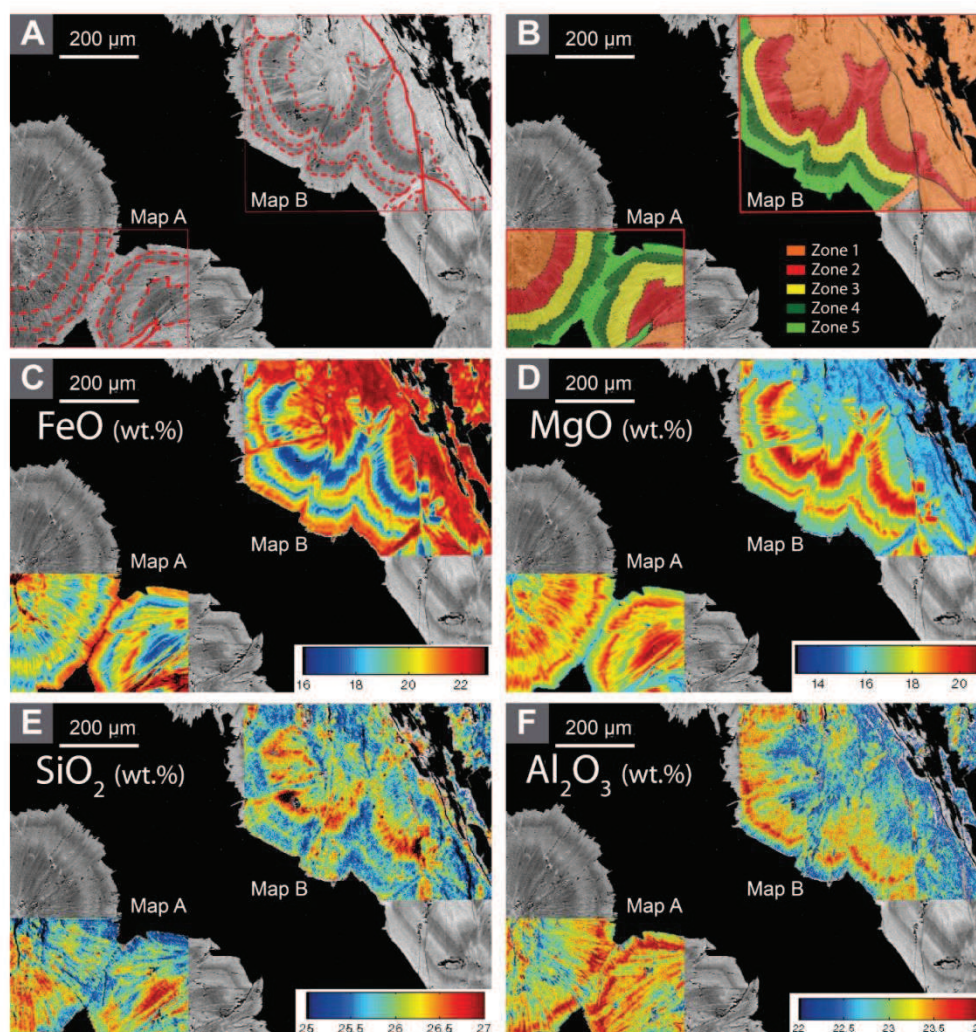 A
200 µm
Map B
Map A
B
200 µm
Map B
Map A
Zone 1
Zone 2
Zone 3
Zone 4
Zone 5
C
200 µm
FeO (wt.%)
Map B
Map A
16 18 20 22
D
200 µm
MgO (wt.%)
Map B
Map A
14 16 18 20
E
200 µm
SiO2 (wt.%)
Map B
Map A
25 25.5 26 26.5 27
F
200 µm
Al2O3 (wt.%)
Map B
Map A
22 22.5 23 23.5 24